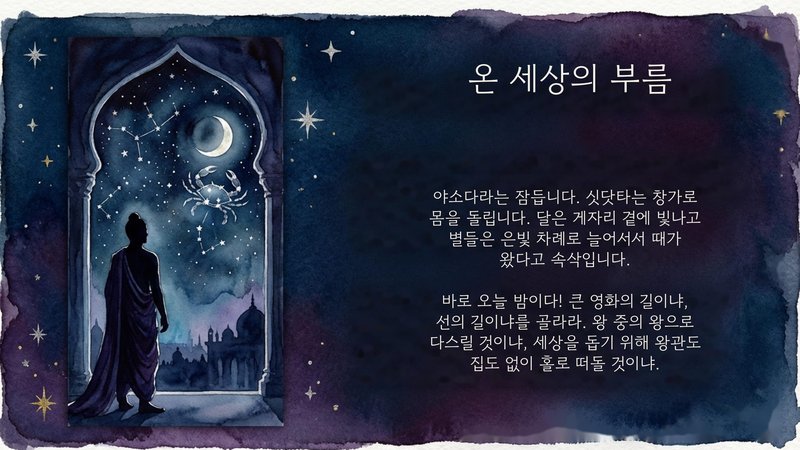 온 세상의 부름
야소다라는 잠듭니다. 싯닷타는 창가로
몸을 돌립니다. 달은 게자리 곁에 빛나고
별들은 은빛 차례로 늘어서서 때가
왔다고 속삭입니다.
바로 오늘 밤이다! 큰 영화의 길이냐,
선의 길이냐를 골라라. 왕 중의 왕으로
다스릴 것이냐, 세상을 돕기 위해 왕관도
집도 없이 홀로 떠돌 것이냐.